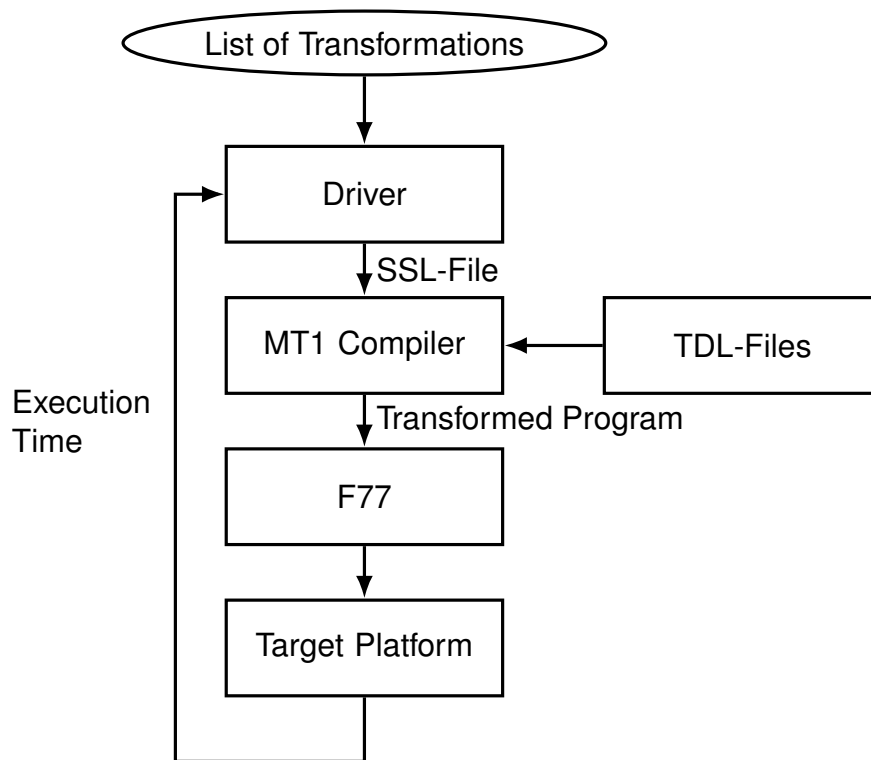 List of Transformations
Driver
SSL-File
MT1 Compiler
TDL-Files
Execution
Time
Transformed Program
F77
Target Platform